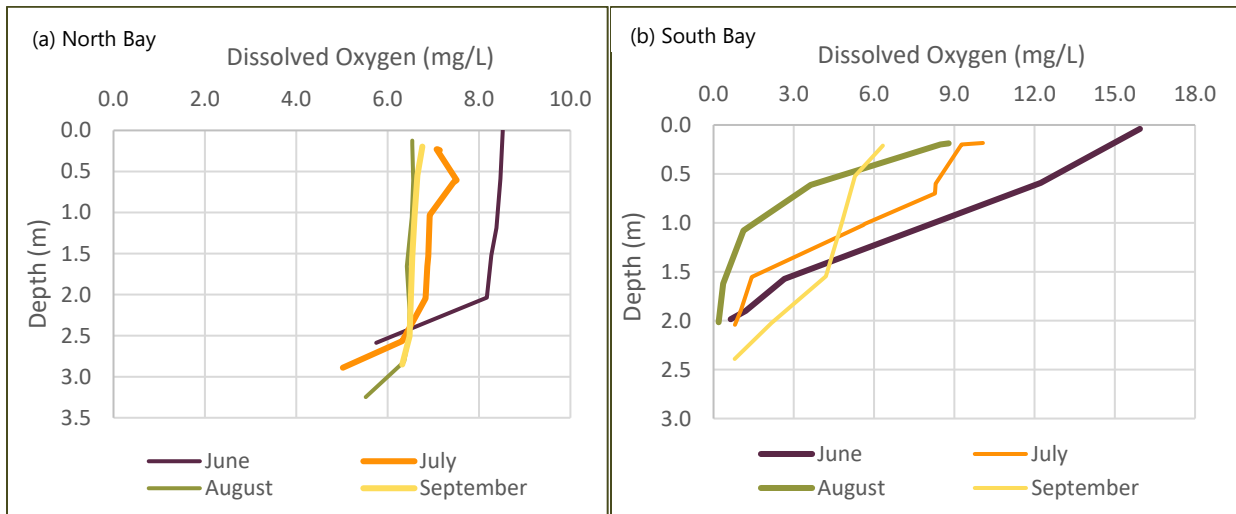 (a) North Bay
Dissolved Oxygen (mg/L)
0.0 2.0 4.0 6.0 8.0 10.0
0.0
0.5
1.0
1.5
2.0
2.5
3.0
3.5
Depth (m)
June July
August September
(b) South Bay
Dissolved Oxygen (mg/L)
0.0 3.0 6.0 9.0 12.0 15.0 18.0
0.0
0.5
1.0
1.5
2.0
2.5
3.0
Depth (m)
June July
August September